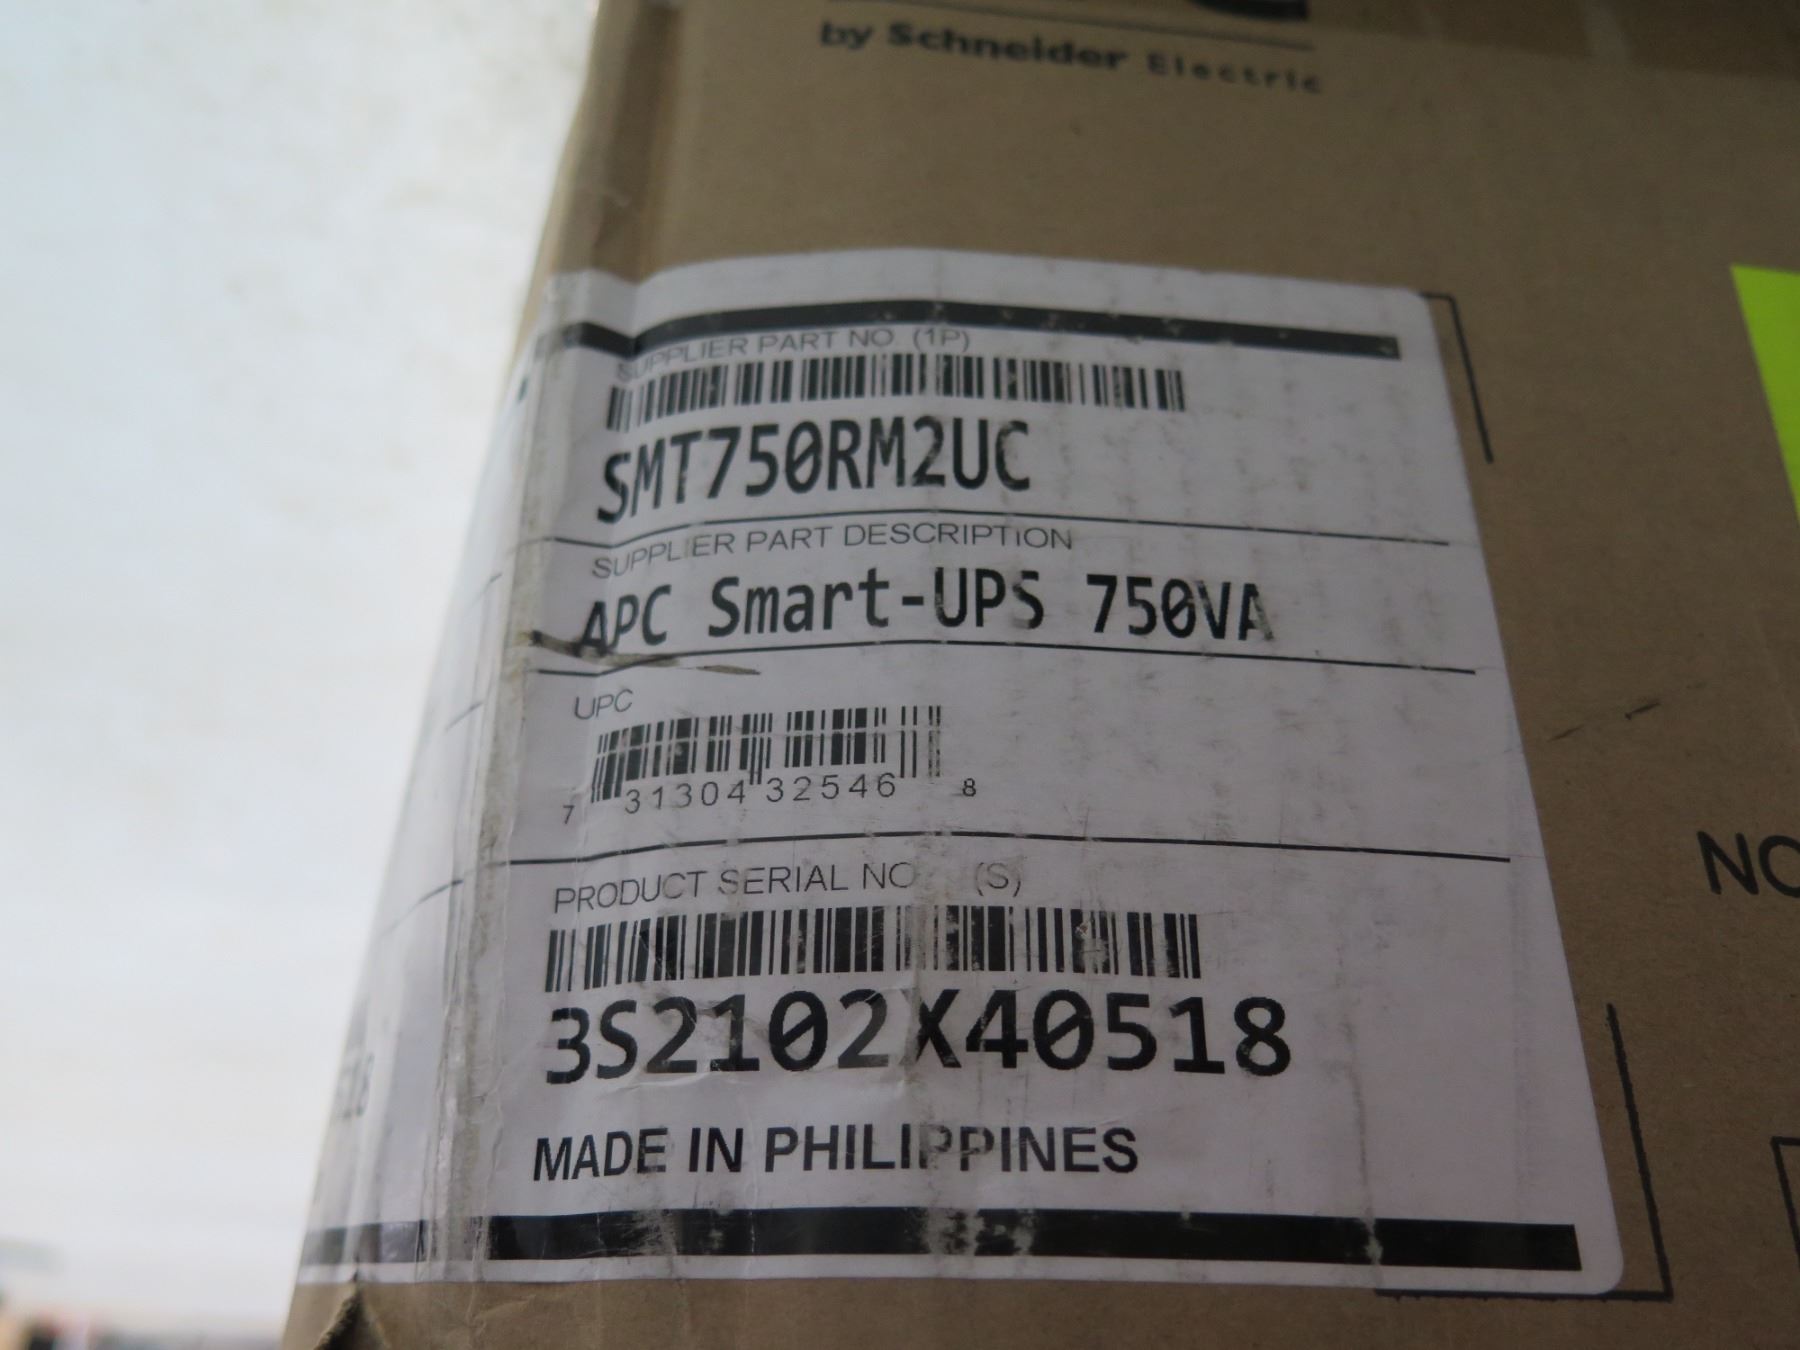 by Schneider Electric
SUPPLIER PART NO. (1P)
SMT750RM2UC
SUPPLIER PART DESCRIPTION
APC Smart-UPS 750VA
UPC
7 31304 32546 8
PRODUCT SERIAL NO. (S)
3S2102X40518
MADE IN PHILIPPINES